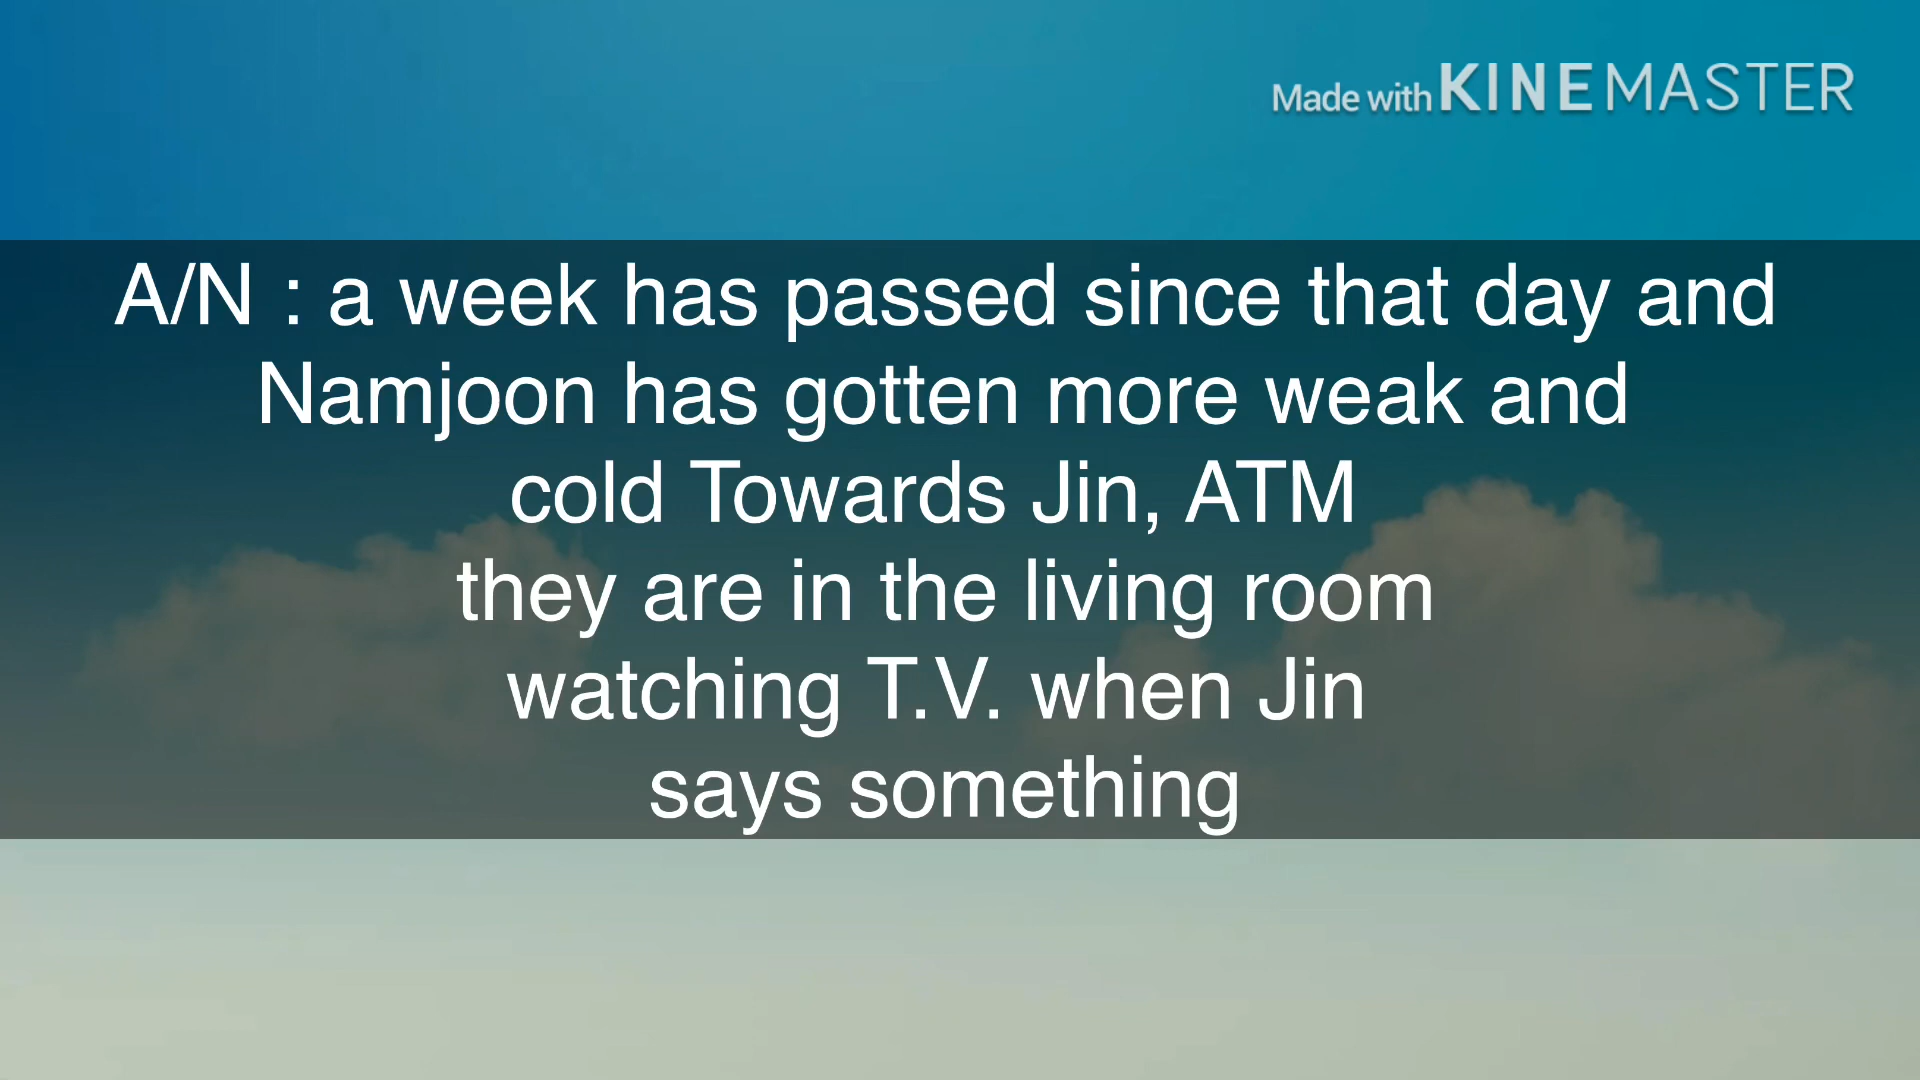 Made with KINEMASTER
A/N : a week has passed since that day and
Namjoon has gotten more weak and
cold Towards Jin, ATM
they are in the living room
watching T.V. when Jin
says something